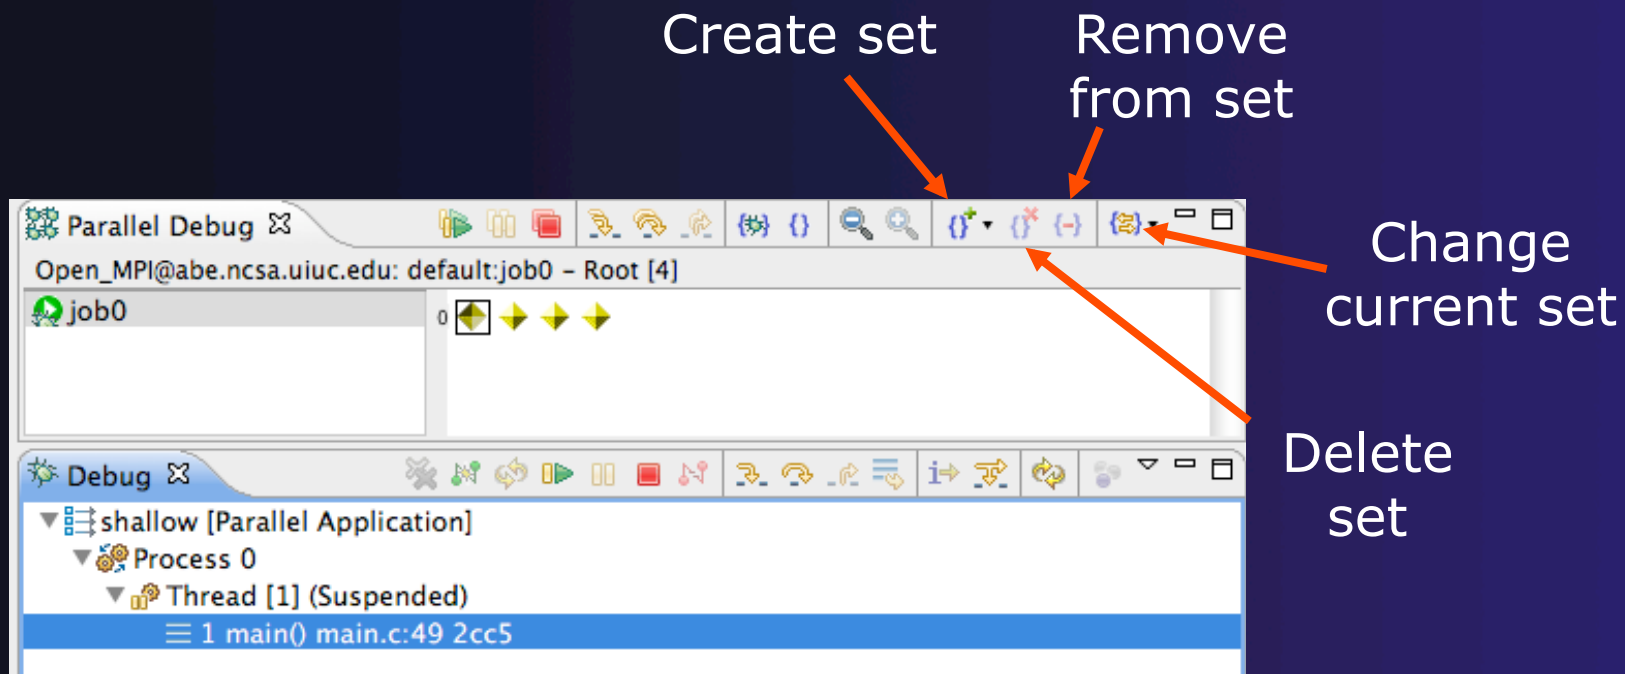 Create set
Remove
from set
Parallel Debug
Open_MPI@abe.ncsa.uiuc.edu: default:job0 – Root [4]
job0
0
Change
current set
Debug
shallow [Parallel Application]
Process 0
Thread [1] (Suspended)
1 main() main.c:49 2cc5
Delete
set